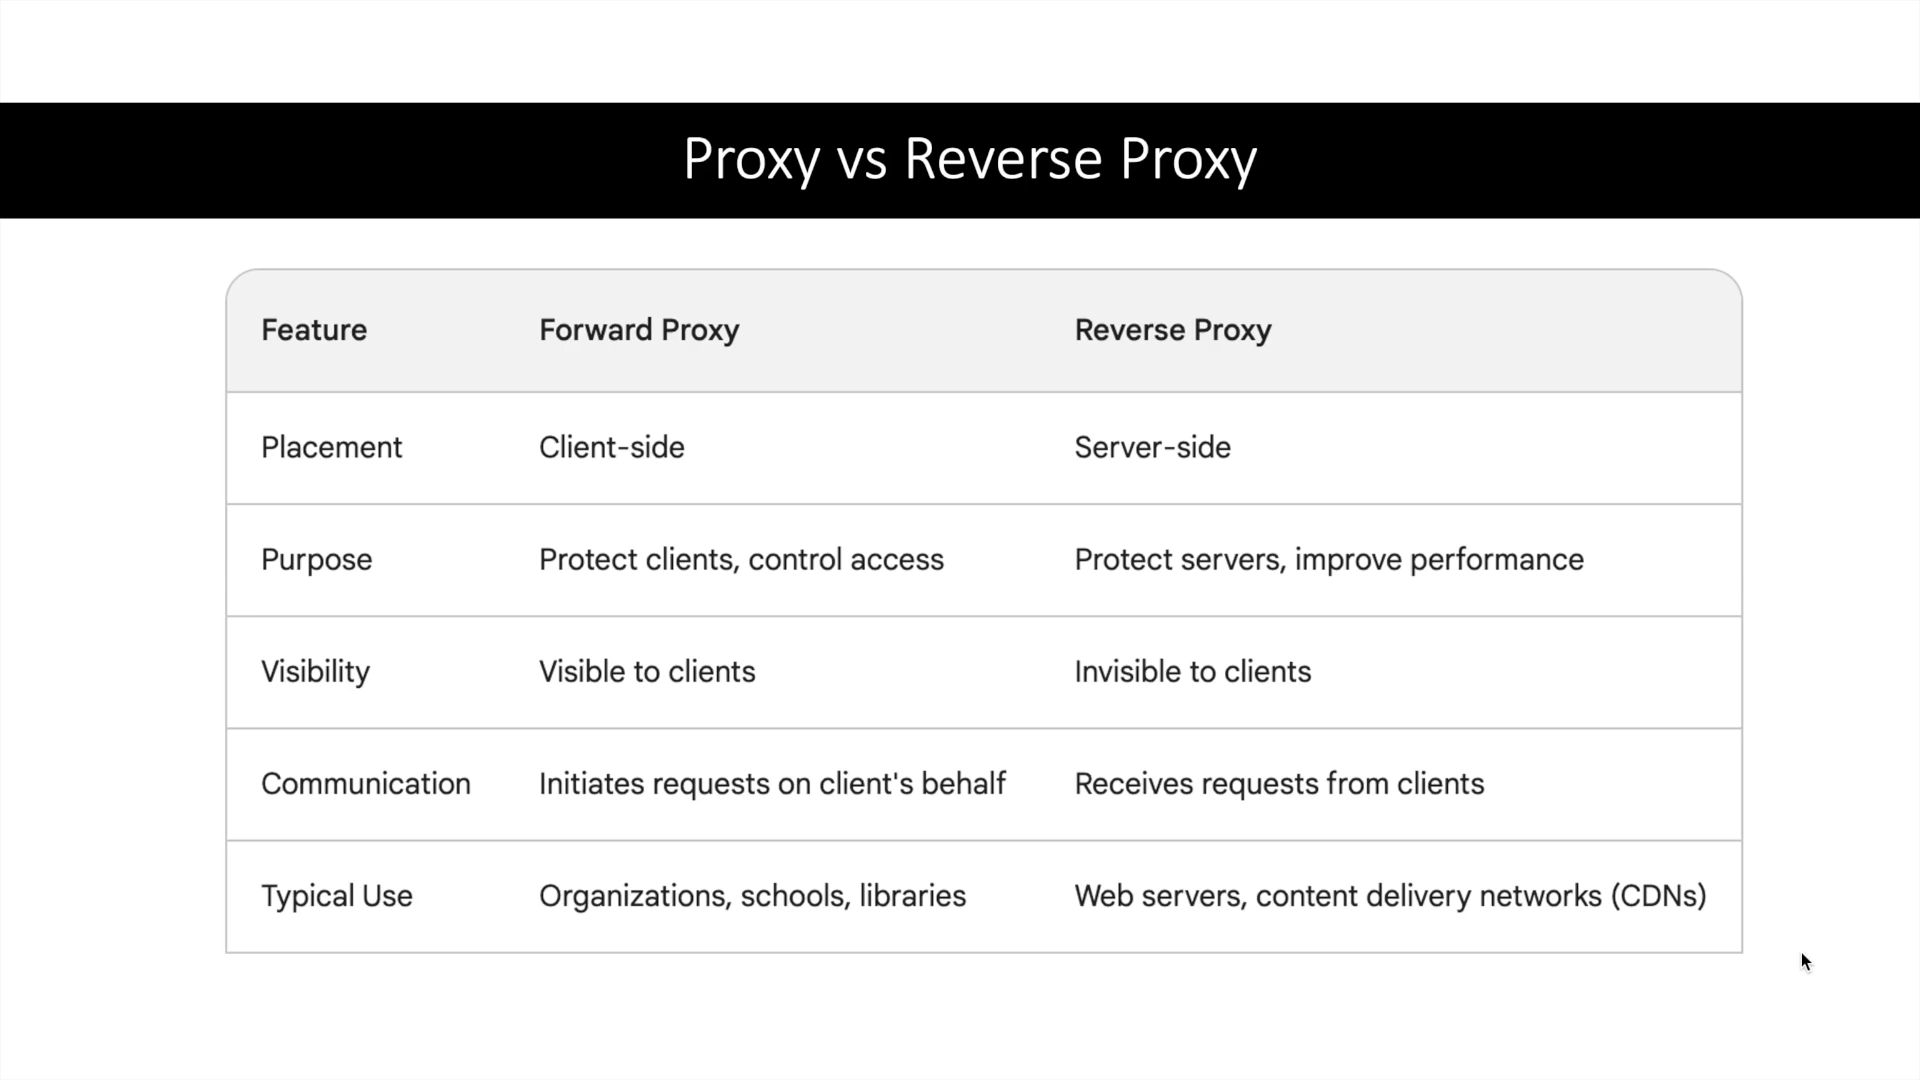 Proxy vs Reverse Proxy
Feature Forward Proxy Reverse Proxy
Placement Client-side Server-side
Purpose Protect clients, control access Protect servers, improve performance
Visibility Visible to clients Invisible to clients
Communication Initiates requests on client's behalf Receives requests from clients
Typical Use Organizations, schools, libraries Web servers, content delivery networks (CDNs)